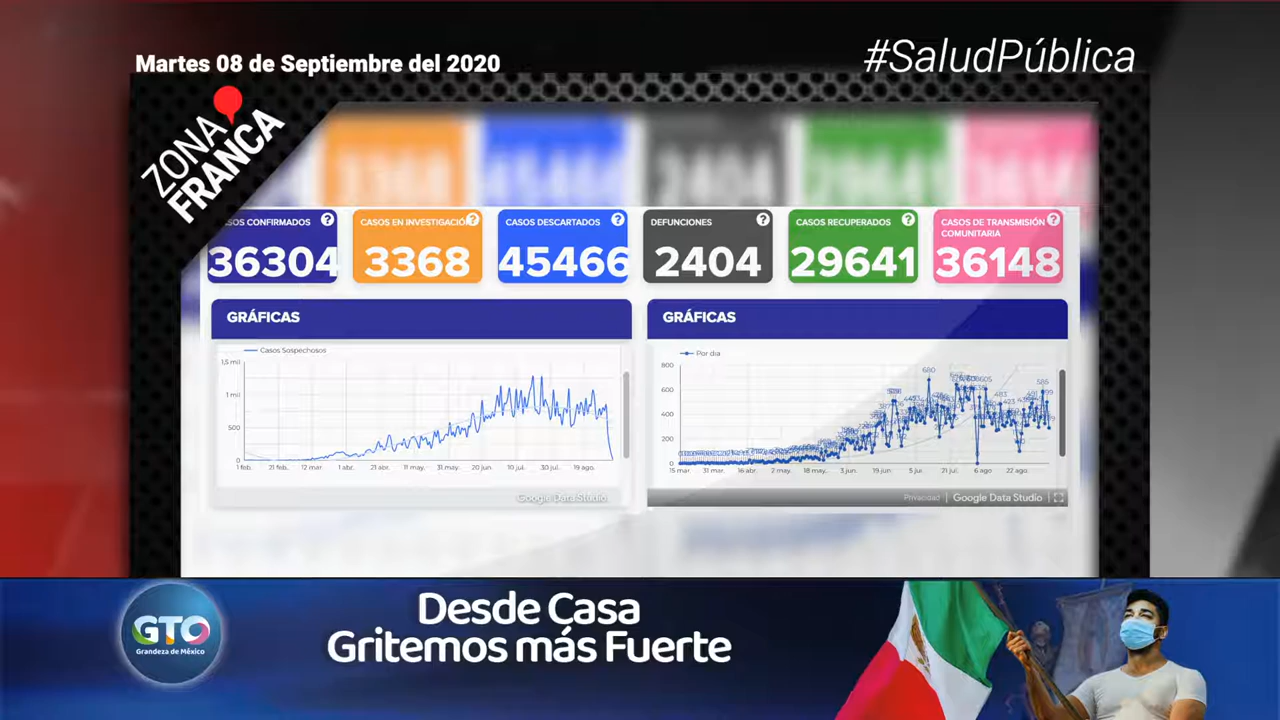 Martes 08 de Septiembre del 2020
#SaludPública
ZONA
FRANCA
CASOS CONFIRMADOS
36304
CASOS EN INVESTIGACIÓN
3368
CASOS DESCARTADOS
45466
DEFUNCIONES
2404
CASOS RECUPERADOS
29641
CASOS DE TRANSMISIÓN
COMUNITARIA
36148
GRÁFICAS
Casos Sospechosos
1,5 mil
1 mil
500
0
1 feb. 21 feb. 12 mar. 1 abr. 21 abr. 11 may. 31 may. 20 jun. 10 jul. 30 jul. 19 ago.
Google Data Studio
GRÁFICAS
Por día
800
600
400
200
0
680
605
483
423
585
15 mar. 31 mar. 16 abr. 2 may. 18 may. 3 jun. 19 jun. 5 jul. 21 jul. 6 ago. 22 ago.
Privacidad | Google Data Studio
GTO
Grandeza de México
Desde Casa
Gritemos más Fuerte